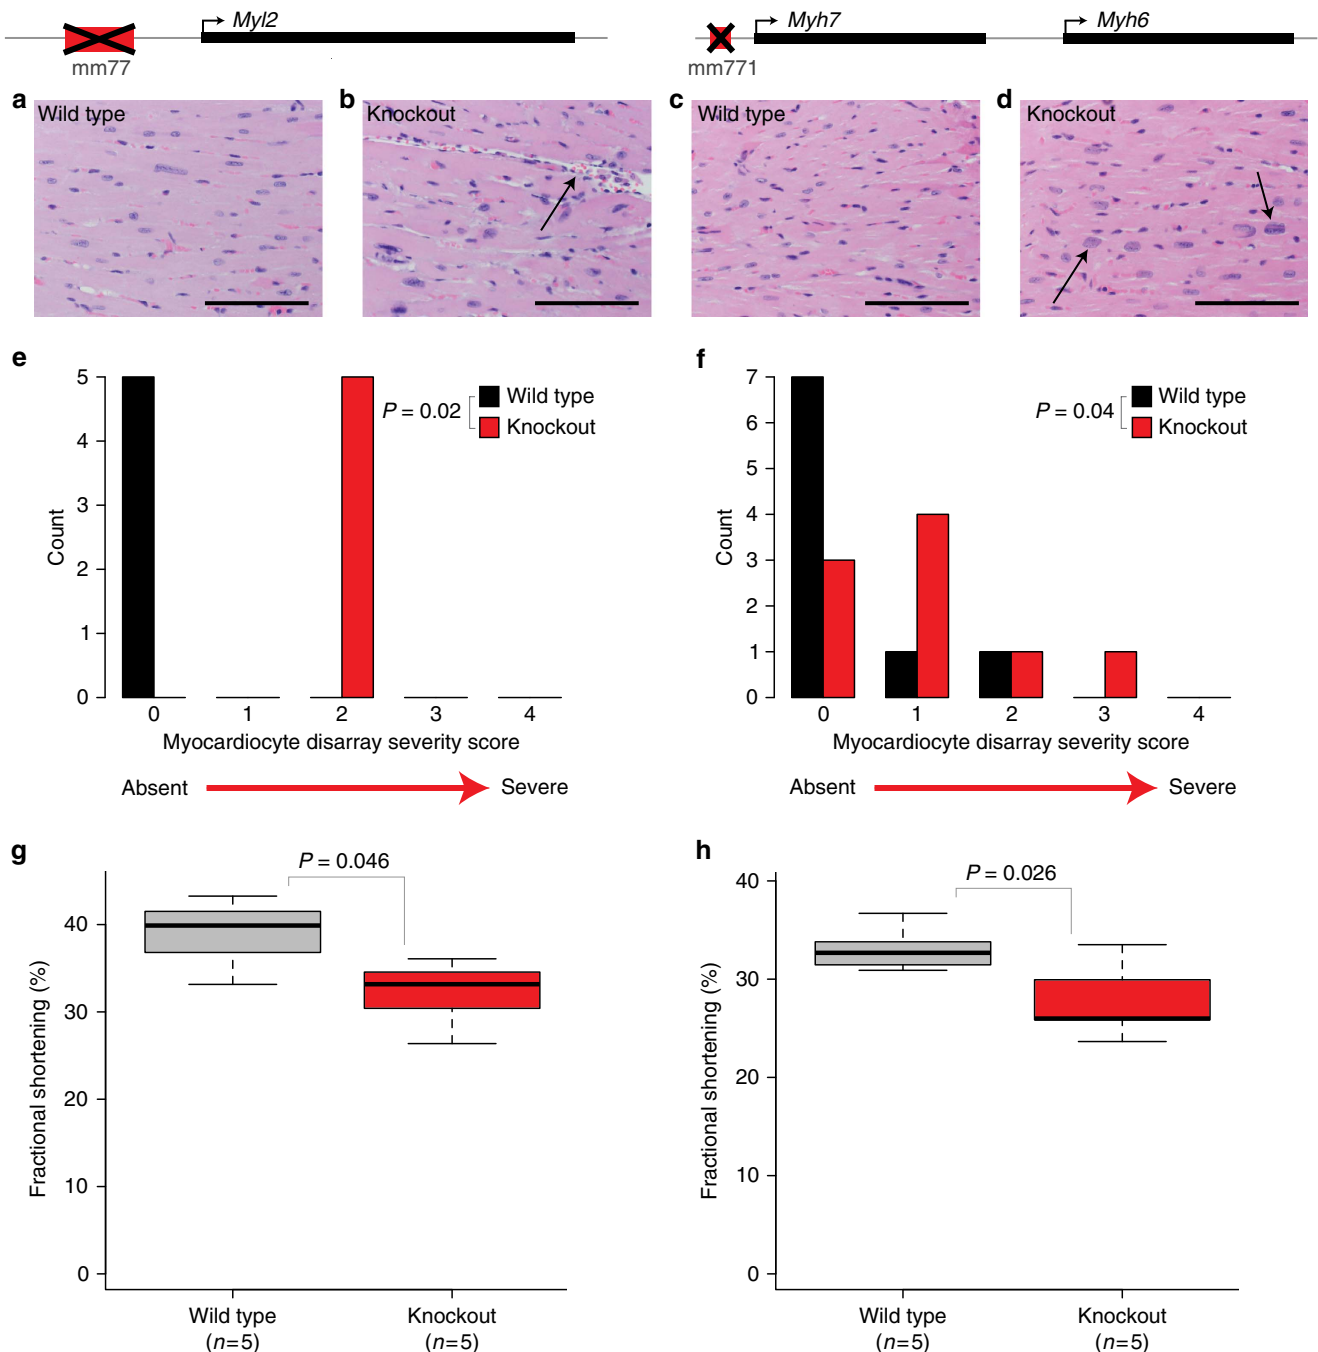 Myl2
mm77
Myh7
Myh6
mm771
a
Wild type
b
Knockout
c
Wild type
d
Knockout
e
5
4
3
2
1
0
Count
P = 0.02
Wild type
Knockout
0 1 2 3 4
Myocardiocyte disarray severity score
Absent
Severe
f
7
6
5
4
3
2
1
0
Count
P = 0.04
Wild type
Knockout
0 1 2 3 4
Myocardiocyte disarray severity score
Absent
Severe
g
P = 0.046
40
30
20
10
0
Fractional shortening (%)
Wild type
(n=5)
Knockout
(n=5)
h
P = 0.026
40
30
20
10
0
Fractional shortening (%)
Wild type
(n=5)
Knockout
(n=5)